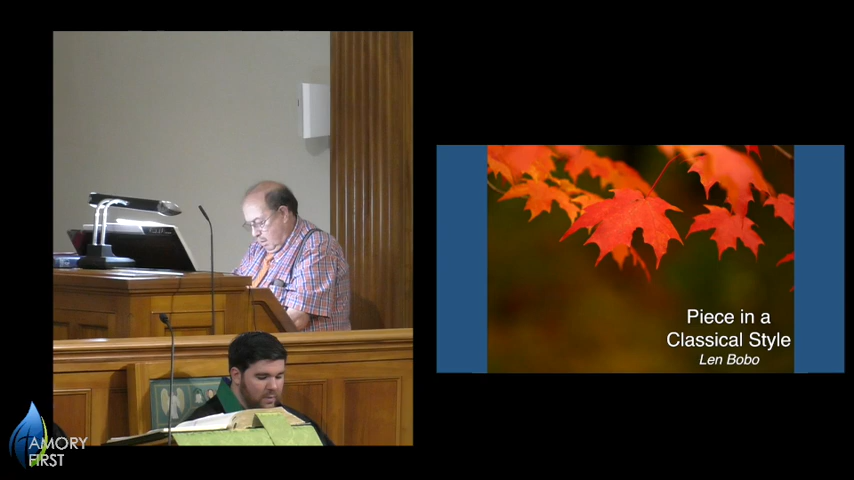 Piece in a
Classical Style
Len Bobo
AMORY
FIRST